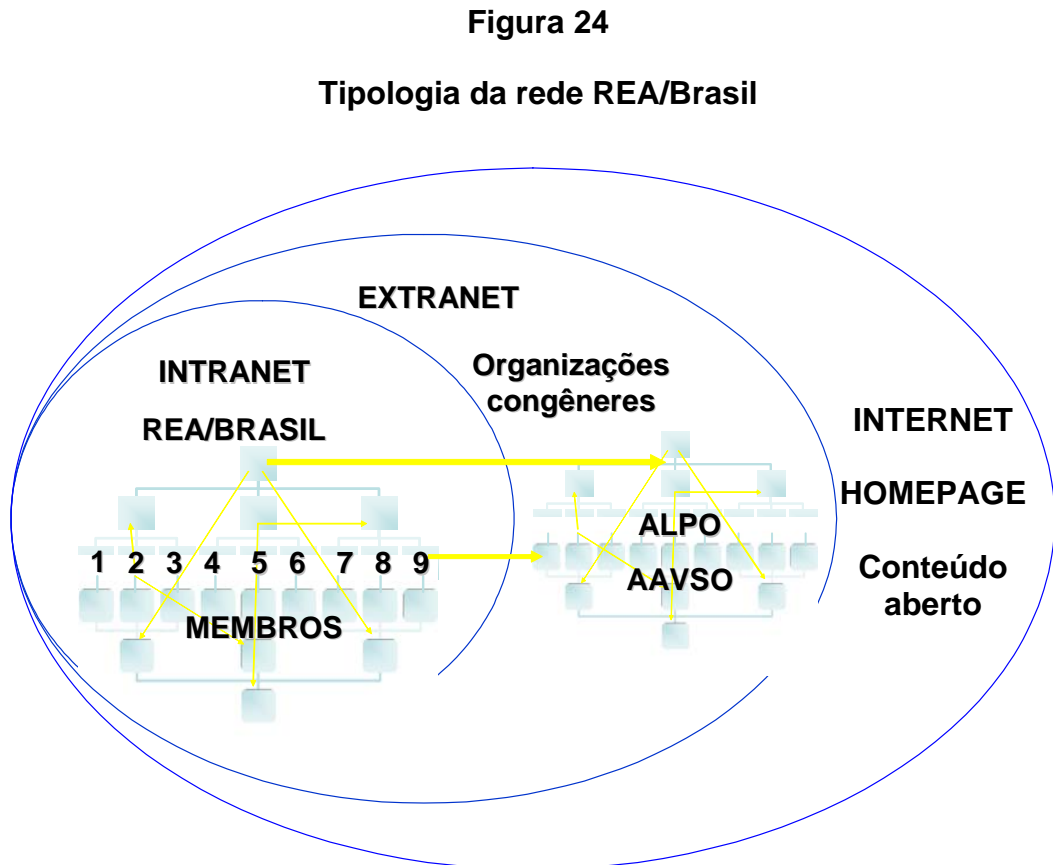 Figura 24
Tipologia da rede REA/Brasil
EXTRANET
INTRANET
REA/BRASIL
Organizações
congêneres
INTERNET
HOMEPAGE
Conteúdo
aberto
1 2 3 4 5 6 7 8 9
MEMBROS
ALPO
AAVSO